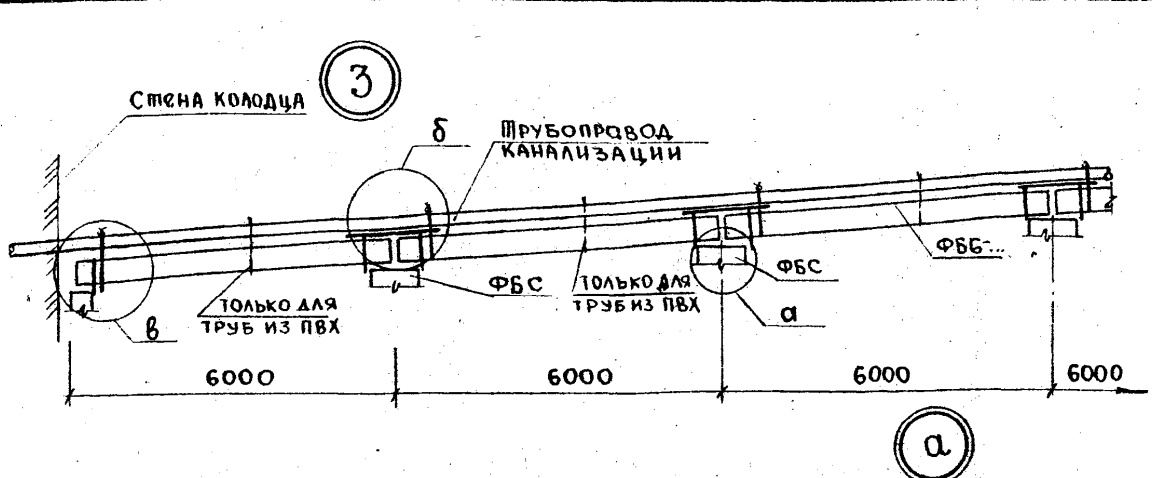 3
Стена колодца
б
Трубопровод
канализации
ФББ-...
ФБС
ФБС
только для
труб из ПВХ
только для
труб из ПВХ
в
а
6000
6000
6000
6000
а